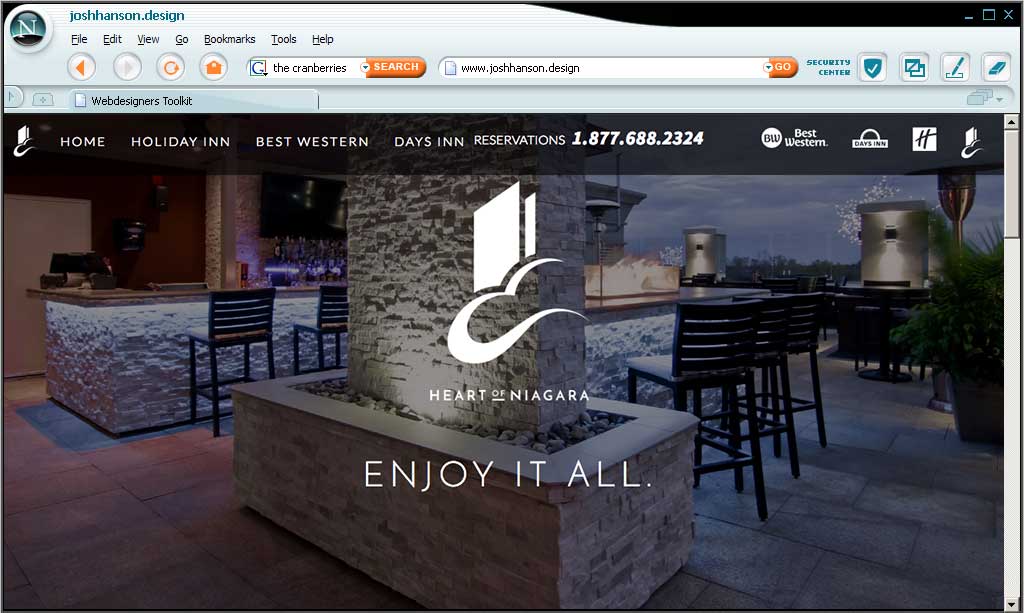 joshhanson.design
File Edit View Go Bookmarks Tools Help
the cranberries SEARCH www.joshhanson.design GO SECURITY CENTER
Webdesigners Toolkit
HOME HOLIDAY INN BEST WESTERN DAYS INN RESERVATIONS 1.877.688.2324 BW Best Western. DAYS INN H
HEART OF NIAGARA
ENJOY IT ALL.